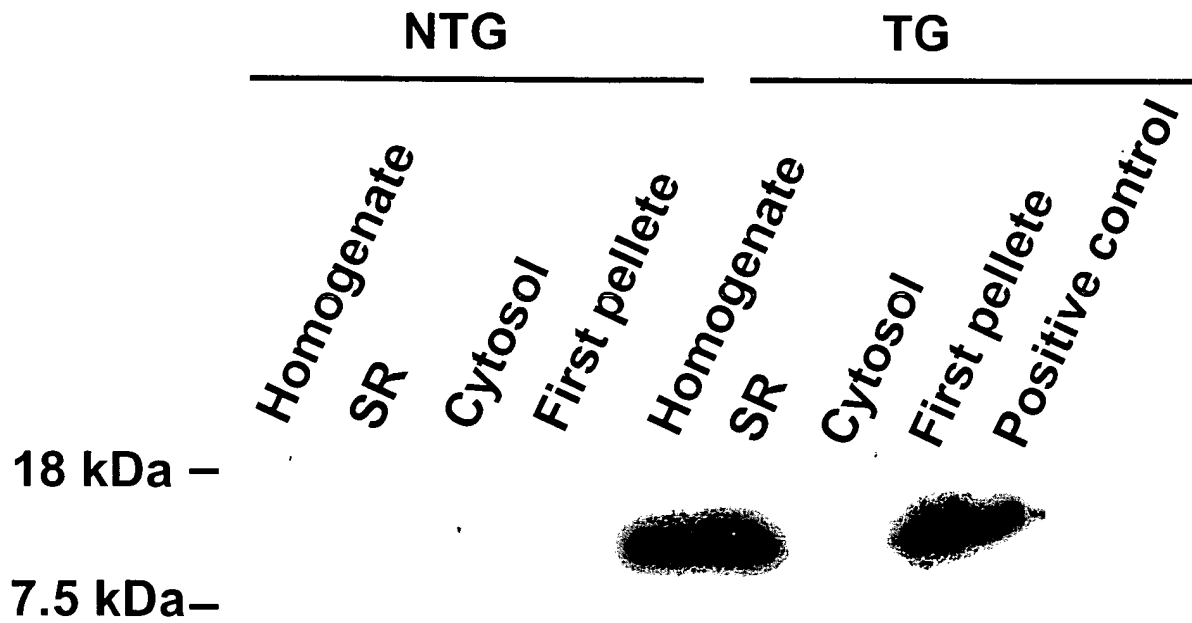 NTG
TG
Homogenate
SR
Cytosol
First pellete
Homogenate
SR
Cytosol
First pellete
Positive control
18 kDa –
7.5 kDa–